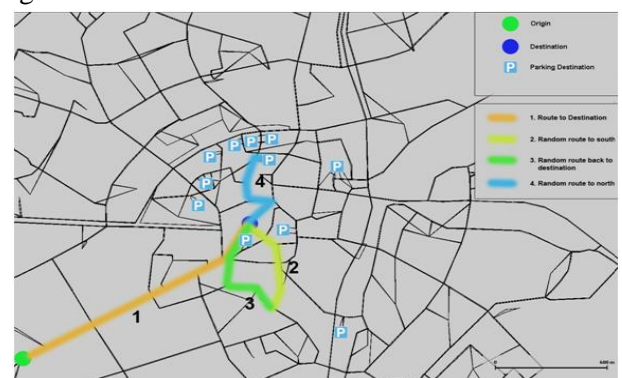 Origin
Destination
P Parking Destination
1. Route to Destination
2. Random route to south
3. Random route back to
destination
4. Random route to north
P P P
P P P
4
P
P
P
P
2
3
1
P